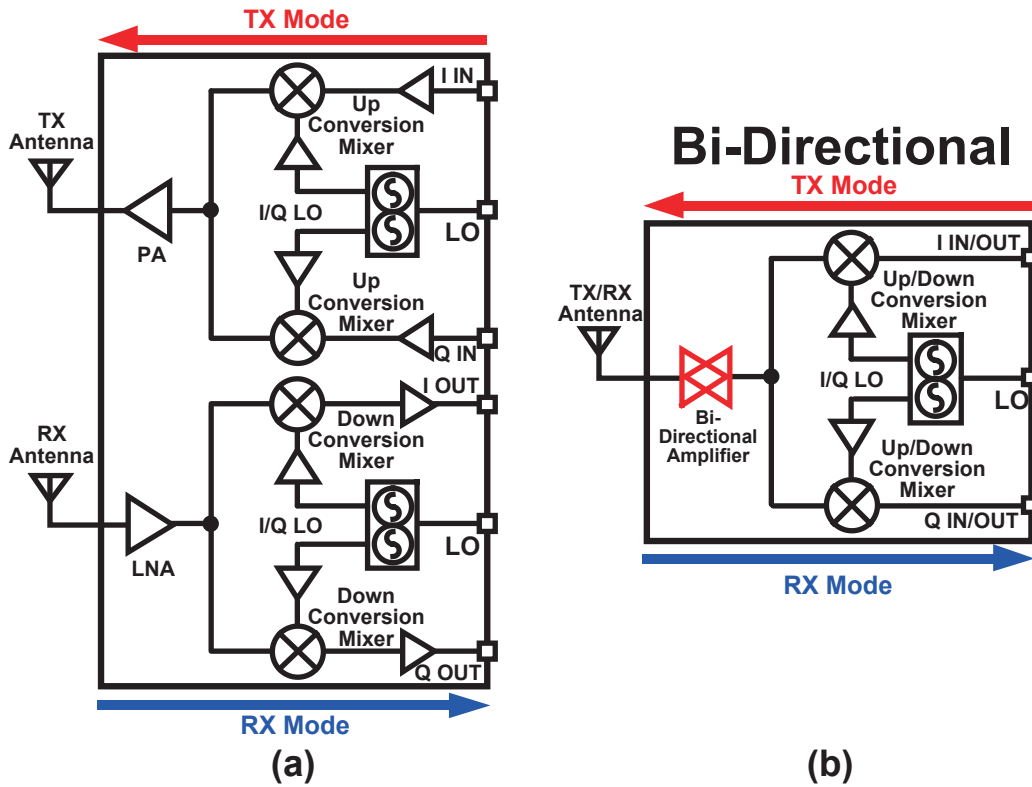 TX Mode
I IN
Up
Conversion
Mixer
TX
Antenna
I/Q LO
LO
PA
Up
Conversion
Mixer
Q IN
I OUT
Down
Conversion
Mixer
RX
Antenna
I/Q LO
LO
LNA
Down
Conversion
Mixer
Q OUT
RX Mode
(a)
Bi-Directional
TX Mode
I IN/OUT
Up/Down
Conversion
Mixer
TX/RX
Antenna
I/Q LO
LO
Bi-
Directional
Amplifier
Up/Down
Conversion
Mixer
Q IN/OUT
RX Mode
(b)